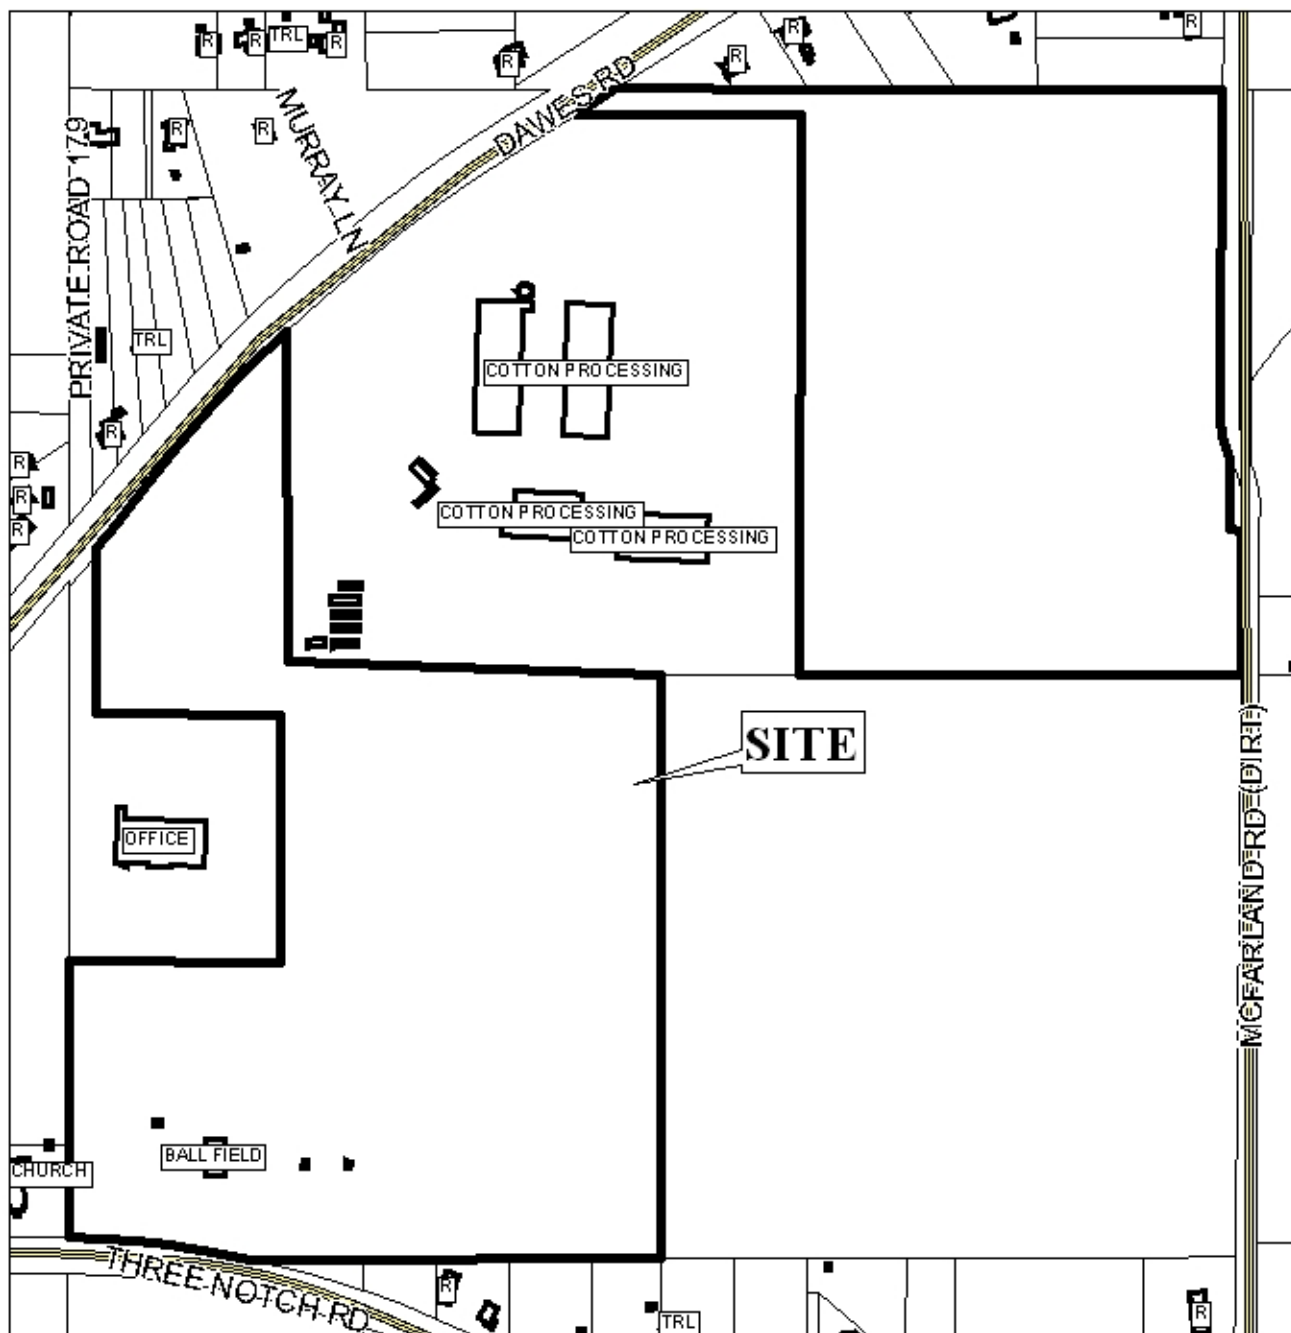 R
R
TRL
R
R
R
R
R
DAWES RD
MURRAY LN
R
R
PRIVATE ROAD 179
TRL
COTTON PROCESSING
R
R
R
R
COTTON PROCESSING
COTTON PROCESSING
SITE
MCFARLAND RD (DIRT)
OFFICE
BALL FIELD
CHURCH
THREE NOTCH RD
R
TRL
R